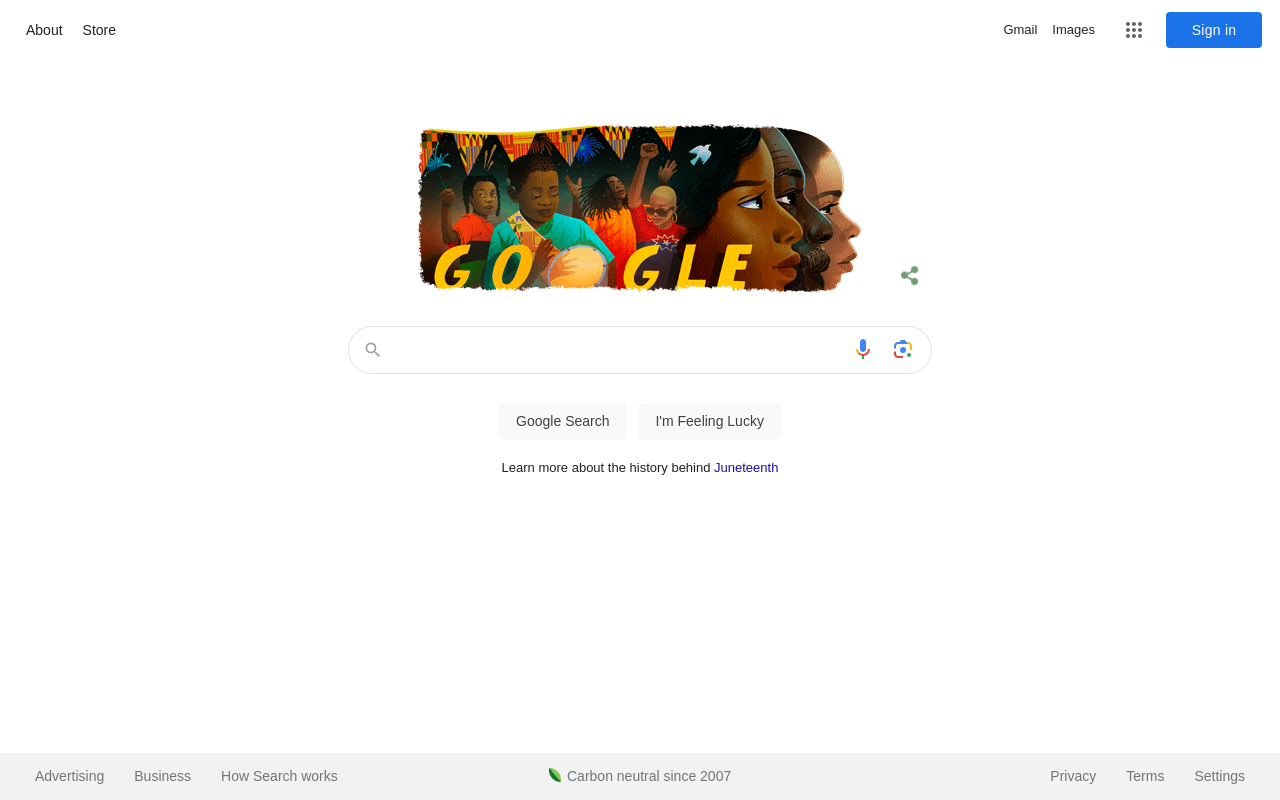 About Store Gmail Images Sign in
GOOGLE
Google Search I'm Feeling Lucky
Learn more about the history behind Juneteenth
Advertising Business How Search works Carbon neutral since 2007 Privacy Terms Settings